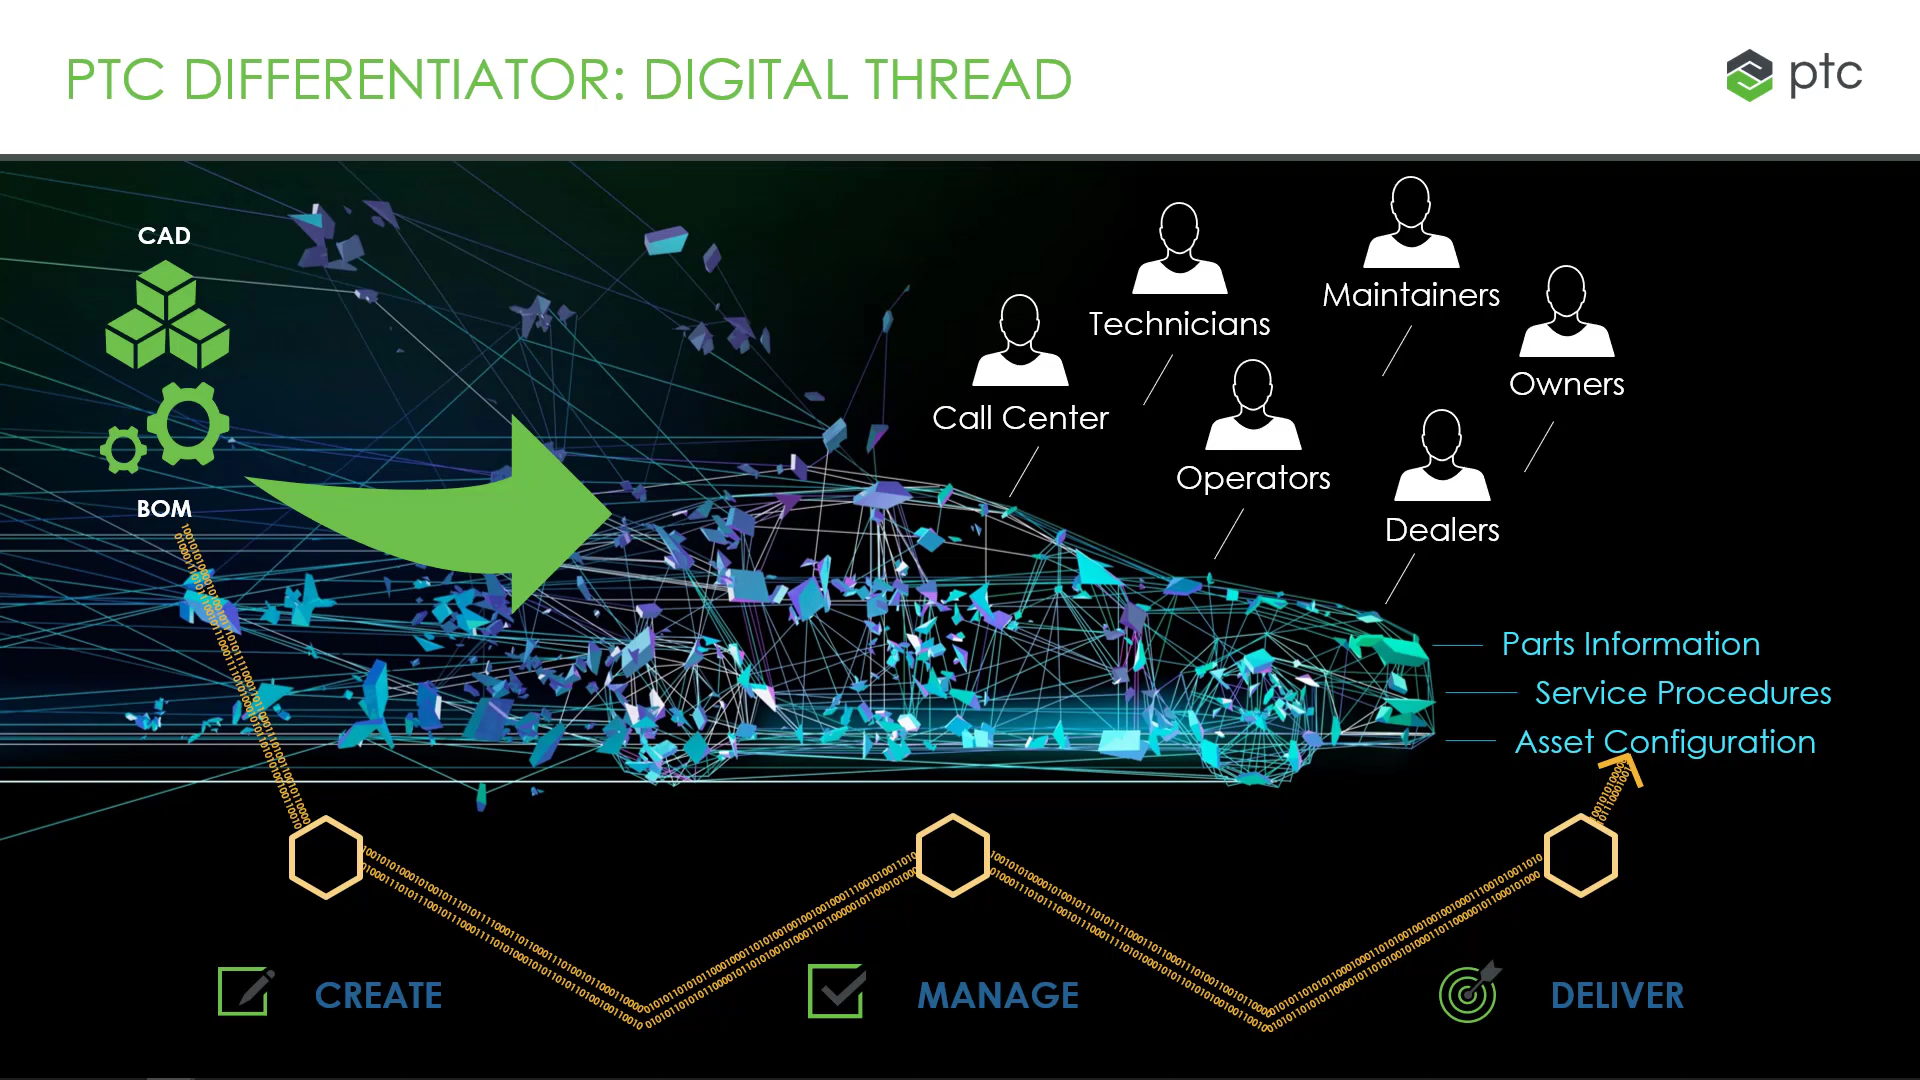 PTC DIFFERENTIATOR: DIGITAL THREAD
ptc
CAD
BOM
Call Center
Technicians
Maintainers
Owners
Operators
Dealers
Parts Information
Service Procedures
Asset Configuration
CREATE
MANAGE
DELIVER